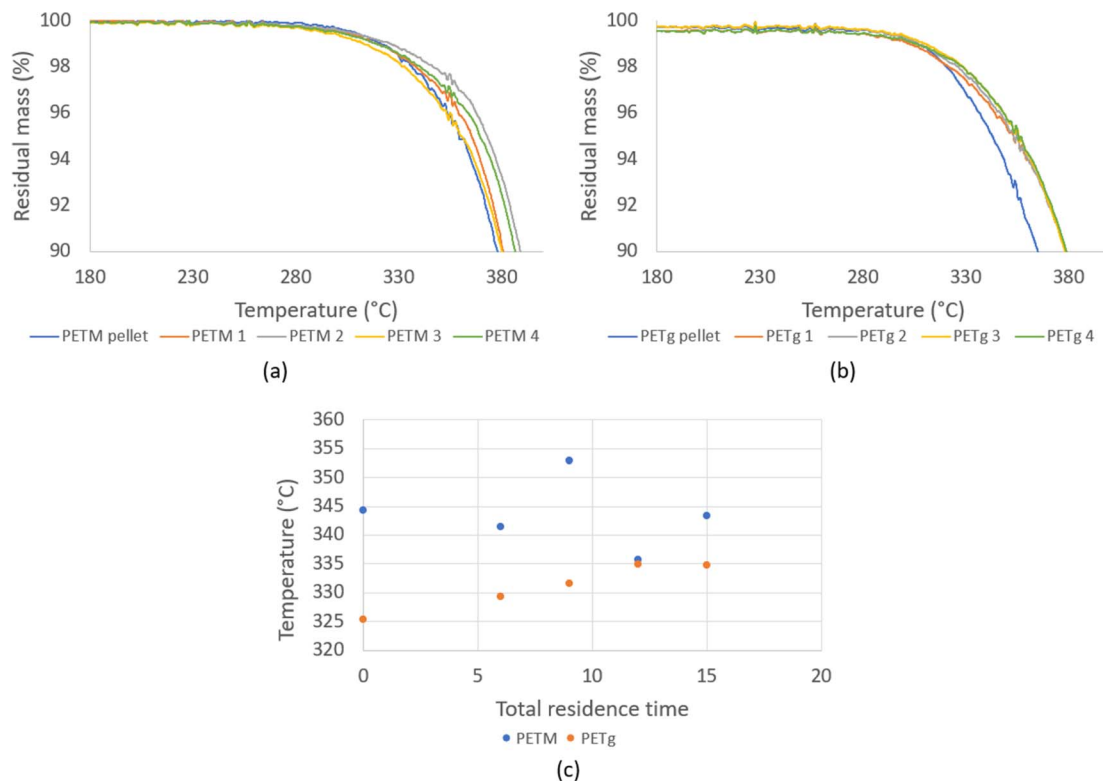 100
98
96
94
92
90
Residual mass (%)
180 230 280 330 380
Temperature (°C)
PETM pellet PETM 1 PETM 2 PETM 3 PETM 4
(a)
100
98
96
94
92
90
Residual mass (%)
180 230 280 330 380
Temperature (°C)
PETg pellet PETg 1 PETg 2 PETg 3 PETg 4
(b)
360
355
350
345
340
335
330
325
320
Temperature (°C)
0 5 10 15 20
Total residence time
PETM PETg
(c)